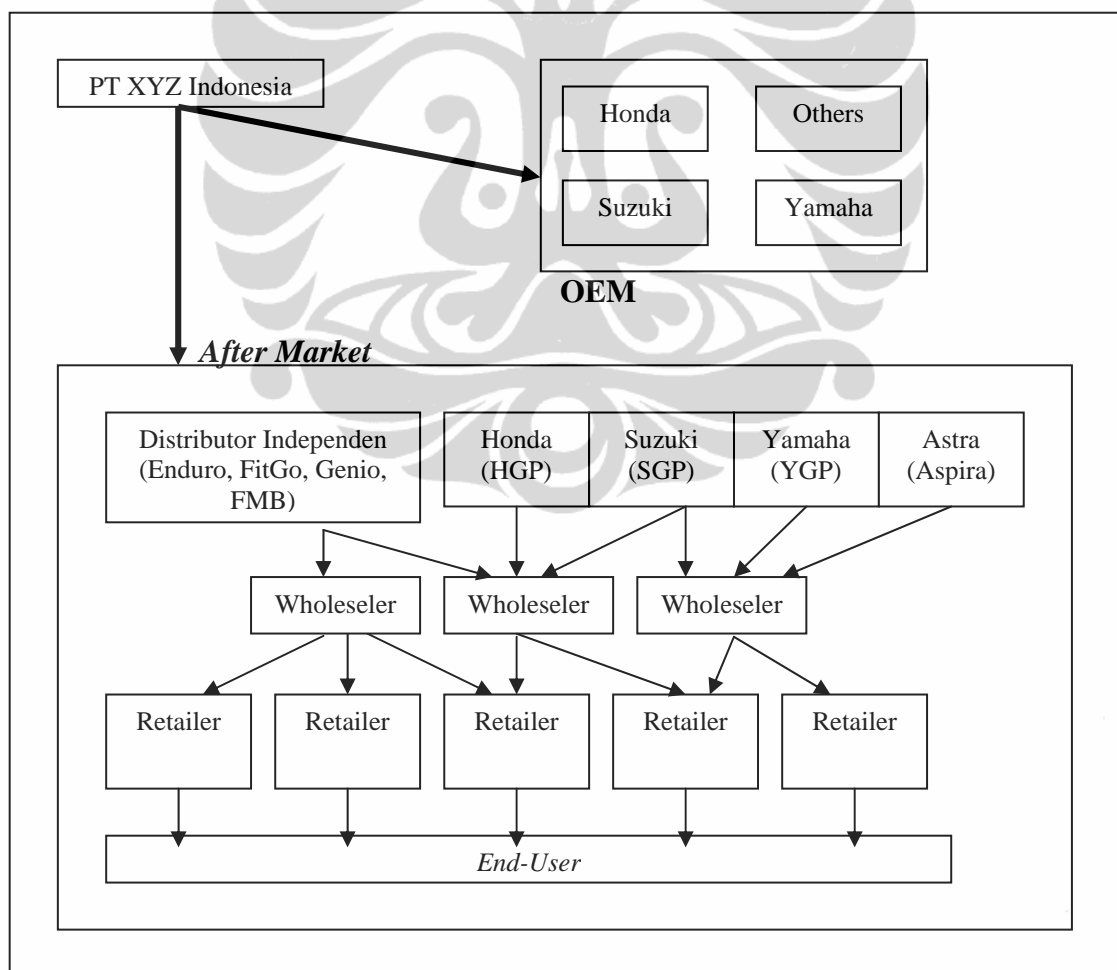 PT XYZ Indonesia
Honda
Others
Suzuki
Yamaha
OEM
After Market
Distributor Independen
(Enduro, FitGo, Genio,
FMB)
Honda
(HGP)
Suzuki
(SGP)
Yamaha
(YGP)
Astra
(Aspira)
Wholeseler
Wholeseler
Wholeseler
Retailer
Retailer
Retailer
Retailer
Retailer
End-User